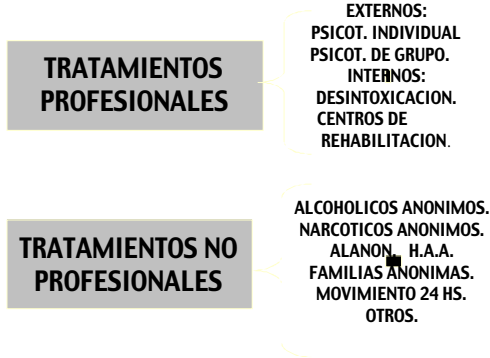 TRATAMIENTOS
PROFESIONALES
EXTERNOS:
PSICOT. INDIVIDUAL
PSICOT. DE GRUPO.
INTERNOS:
DESINTOXICACION.
CENTROS DE
REHABILITACION.
TRATAMIENTOS NO
PROFESIONALES
ALCOHOLICOS ANONIMOS.
NARCOTICOS ANONIMOS.
ALANON. H.A.A.
FAMILIAS ANONIMAS.
MOVIMIENTO 24 HS.
OTROS.